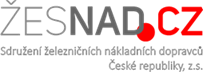 ŽESNAD.CZ
Sdružení železničních nákladních dopravců
České republiky, z.s.